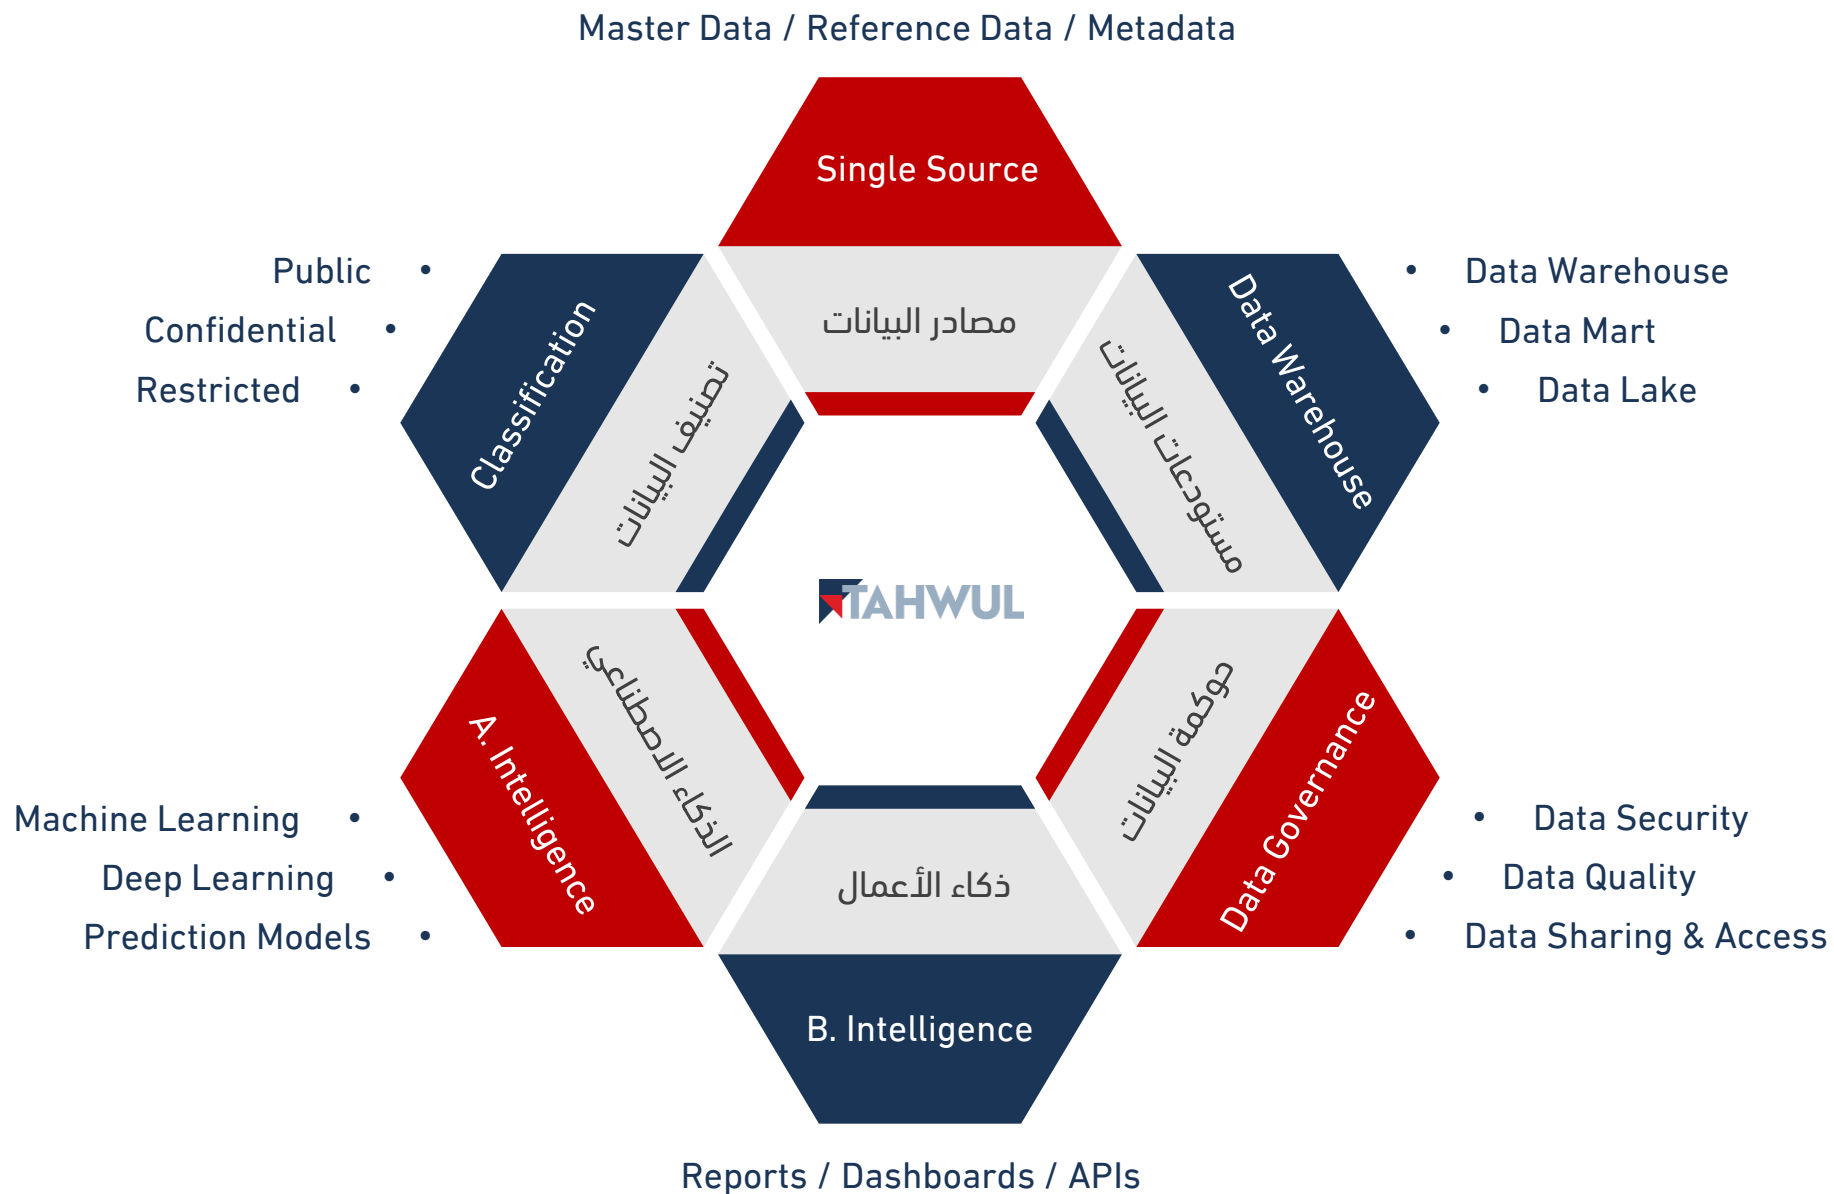 Master Data / Reference Data / Metadata
Single Source
مصادر البيانات
Public
Confidential
Restricted
Classification
تصنيف البيانات
Data Warehouse
مستودعات البيانات
• Data Warehouse
• Data Mart
• Data Lake
TAHWUL
Machine Learning •
Deep Learning •
Prediction Models •
A. Intelligence
الذكاء الاصطناعي
حوكمة البيانات
Data Governance
• Data Security
• Data Quality
• Data Sharing & Access
ذكاء الأعمال
B. Intelligence
Reports / Dashboards / APIs